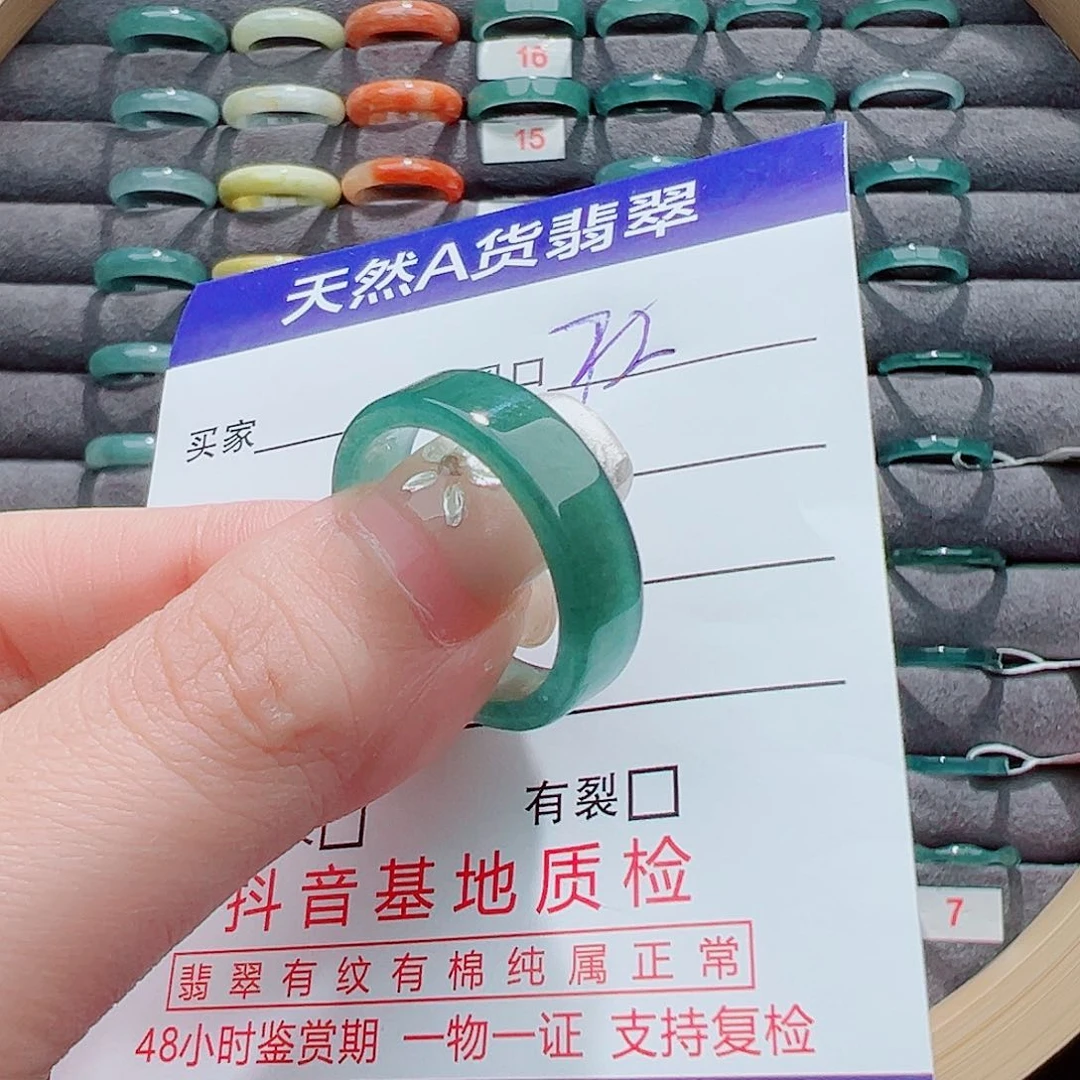 16
15
天然A货翡翠
口
买家
有裂
抖音基地质检
翡翠有纹有棉纯属正常
48小时鉴赏期 一物一证 支持复检
7